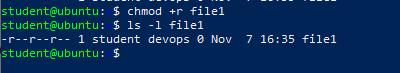 student@ubuntu: $ chmod +r file1
student@ubuntu: $ ls -l file1
-r--r--r-- 1 student devops 0 Nov  7 16:35 file1
student@ubuntu: $